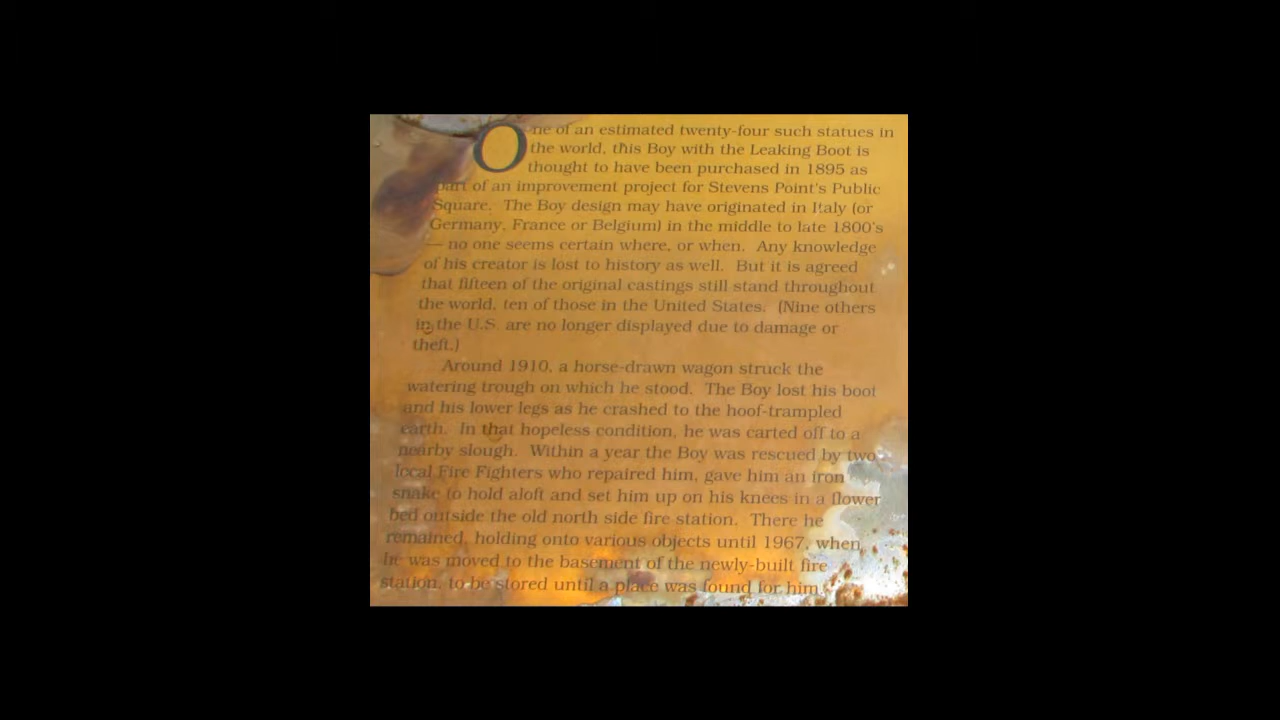 One of an estimated twenty-four such statues in
the world, this Boy with the Leaking Boot is
thought to have been purchased in 1895 as
part of an improvement project for Stevens Point's Public
Square. The Boy design may have originated in Italy (or
Germany, France or Belgium) in the middle to late 1800's
— no one seems certain where, or when. Any knowledge
of his creator is lost to history as well. But it is agreed
that fifteen of the original castings still stand throughout
the world, ten of those in the United States. (Nine others
in the U.S. are no longer displayed due to damage or
theft.)
Around 1910, a horse-drawn wagon struck the
watering trough on which he stood. The Boy lost his boot
and his lower legs as he crashed to the hoof-trampled
earth. In that hopeless condition, he was carted off to a
nearby slough. Within a year the Boy was rescued by two
local Fire Fighters who repaired him, gave him an iron
snake to hold aloft and set him up on his knees in a flower
bed outside the old north side fire station. There he
remained, holding onto various objects until 1967, when
he was moved to the basement of the newly-built fire
station, to be stored until a place was found for him